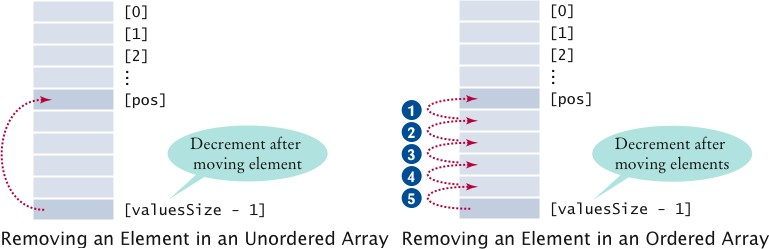 [0]
[1]
[2]
⋮
[pos]
Decrement after
moving element
[valuesSize - 1]
Removing an Element in an Unordered Array
[0]
[1]
[2]
⋮
[pos]
1
2
3
4
5
Decrement after
moving elements
[valuesSize - 1]
Removing an Element in an Ordered Array